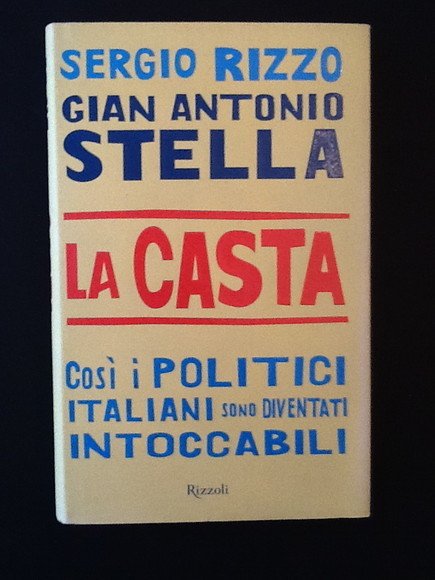 SERGIO RIZZO
GIAN ANTONIO
STELLA
LA CASTA
Così i POLITICI
ITALIANI SONO DIVENTATI
INTOCCABILI
Rizzoli